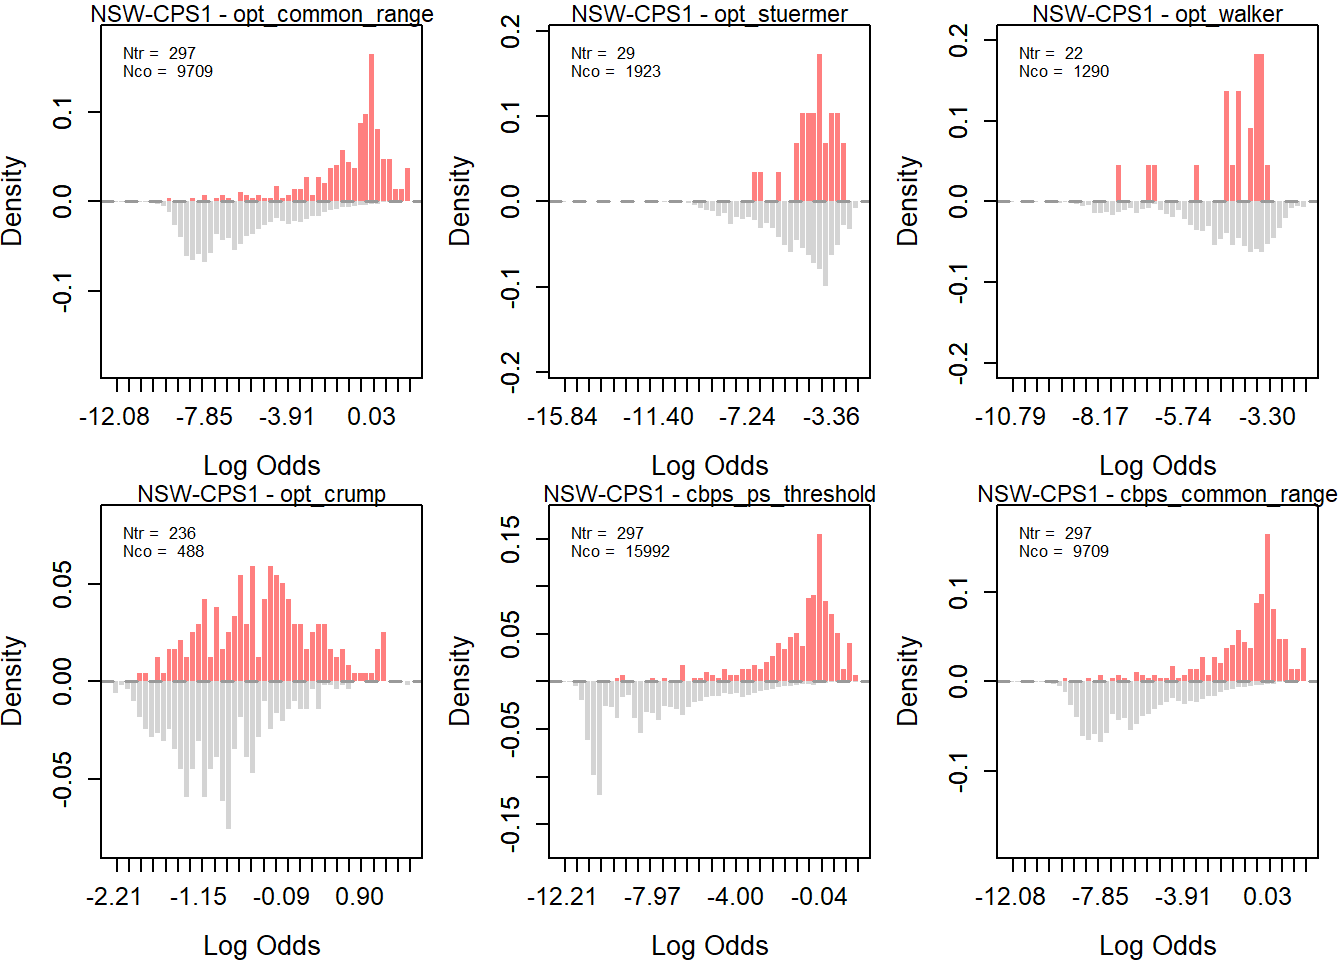 NSW-CPS1 - opt_common_range
Ntr = 297
Nco = 9709
Density
0.1
0.0
-0.1
-12.08 -7.85 -3.91 0.03
Log Odds
NSW-CPS1 - opt_stuermer
Ntr = 29
Nco = 1923
Density
0.2
0.1
0.0
-0.1
-0.2
-15.84 -11.40 -7.24 -3.36
Log Odds
NSW-CPS1 - opt_walker
Ntr = 22
Nco = 1290
Density
0.2
0.1
0.0
-0.1
-0.2
-10.79 -8.17 -5.74 -3.30
Log Odds
NSW-CPS1 - opt_crump
Ntr = 236
Nco = 488
Density
0.05
0.00
-0.05
-2.21 -1.15 -0.09 0.90
Log Odds
NSW-CPS1 - cbps_ps_threshold
Ntr = 297
Nco = 15992
Density
0.15
0.05
-0.05
-0.15
-12.21 -7.97 -4.00 -0.04
Log Odds
NSW-CPS1 - cbps_common_range
Ntr = 297
Nco = 9709
Density
0.1
0.0
-0.1
-12.08 -7.85 -3.91 0.03
Log Odds